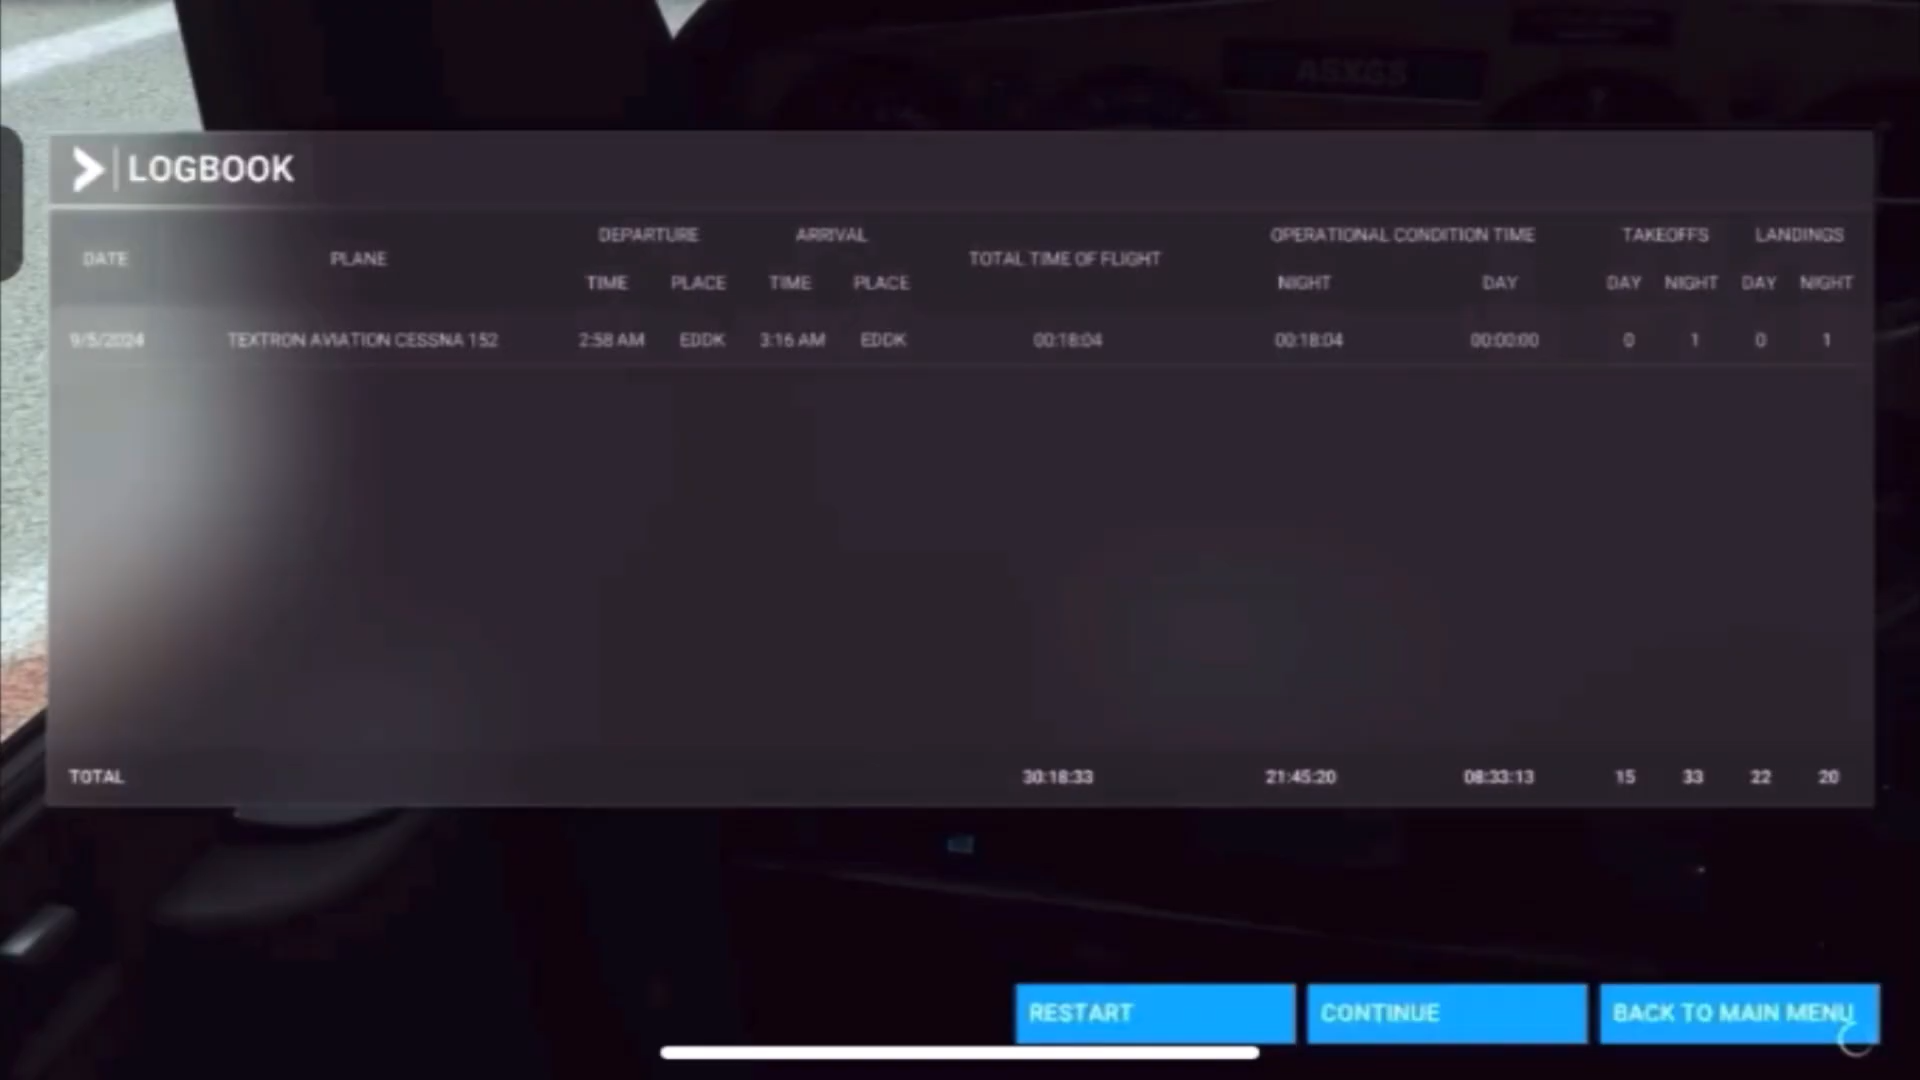 ASXGS
LOGBOOK
DEPARTURE ARRIVAL OPERATIONAL CONDITION TIME TAKEOFFS LANDINGS
DATE PLANE TOTAL TIME OF FLIGHT
TIME PLACE TIME PLACE NIGHT DAY DAY NIGHT DAY NIGHT
9/5/2024 TEXTRON AVIATION CESSNA 152 2:58 AM EDDK 3:16 AM EDDK 00:18:04 00:18:04 00:00:00 0 1 0 1
TOTAL 30:18:33 21:45:20 08:33:13 15 33 22 20
RESTART CONTINUE BACK TO MAIN MENU